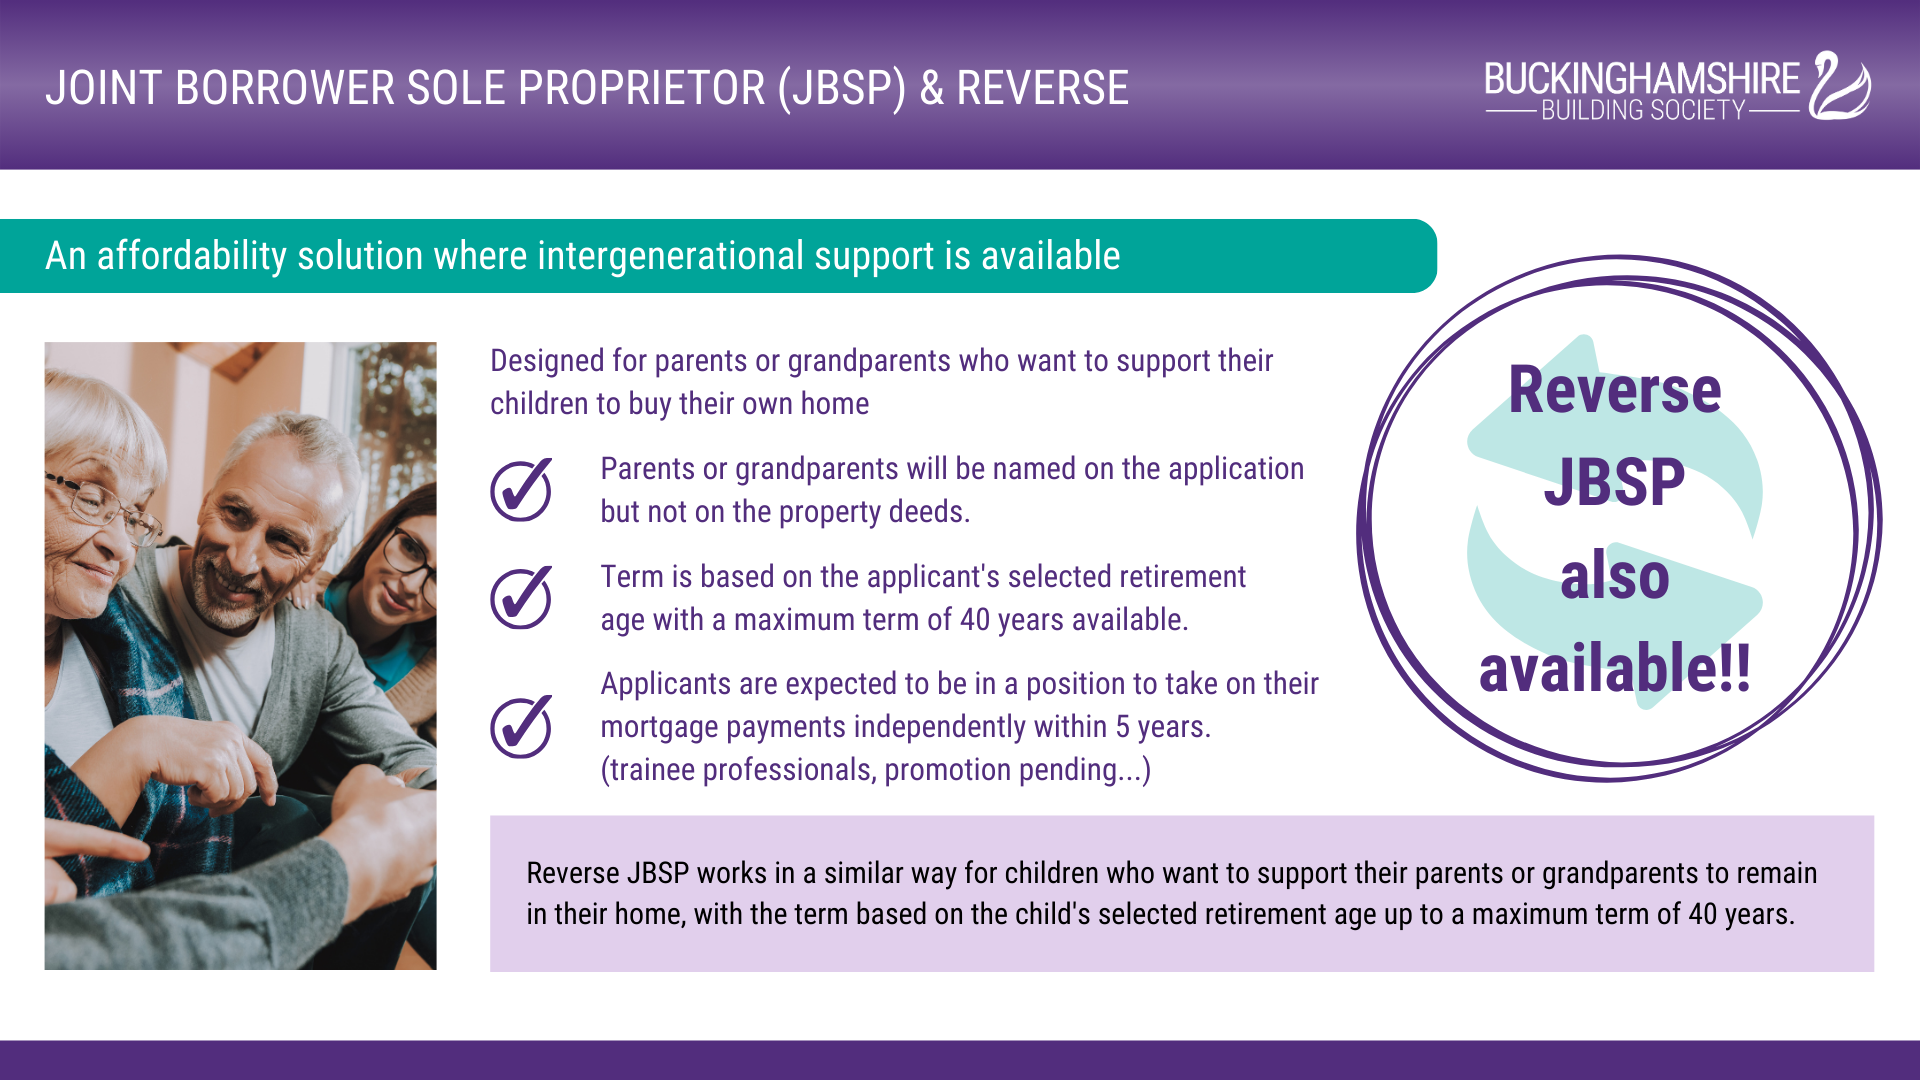 JOINT BORROWER SOLE PROPRIETOR (JBSP) & REVERSE
BUCKINGHAMSHIRE
BUILDING SOCIETY
An affordability solution where intergenerational support is available
Designed for parents or grandparents who want to support their
children to buy their own home
Parents or grandparents will be named on the application
but not on the property deeds.
Term is based on the applicant's selected retirement
age with a maximum term of 40 years available.
Applicants are expected to be in a position to take on their
mortgage payments independently within 5 years.
(trainee professionals, promotion pending...)
Reverse
JBSP
also
available!!
Reverse JBSP works in a similar way for children who want to support their parents or grandparents to remain
in their home, with the term based on the child's selected retirement age up to a maximum term of 40 years.